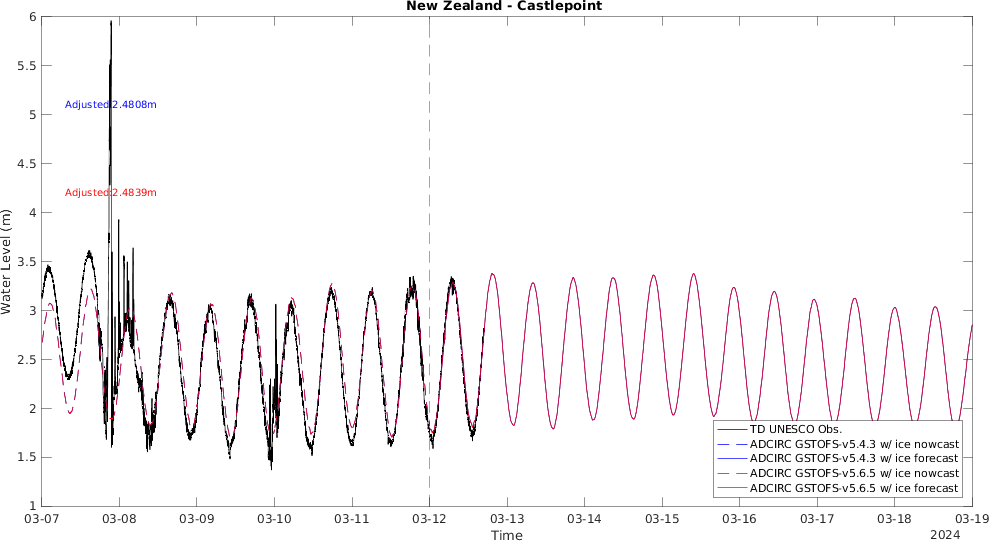 New Zealand - Castlepoint
Water Level (m)
6
5.5
5
4.5
4
3.5
3
2.5
2
1.5
1
Adjusted:2.4808m
Adjusted:2.4839m
TD UNESCO Obs.
ADCIRC GSTOFS-v5.4.3 w/ ice nowcast
ADCIRC GSTOFS-v5.4.3 w/ ice forecast
ADCIRC GSTOFS-v5.6.5 w/ ice nowcast
ADCIRC GSTOFS-v5.6.5 w/ ice forecast
03-07 03-08 03-09 03-10 03-11 03-12 03-13 03-14 03-15 03-16 03-17 03-18 03-19
Time
2024